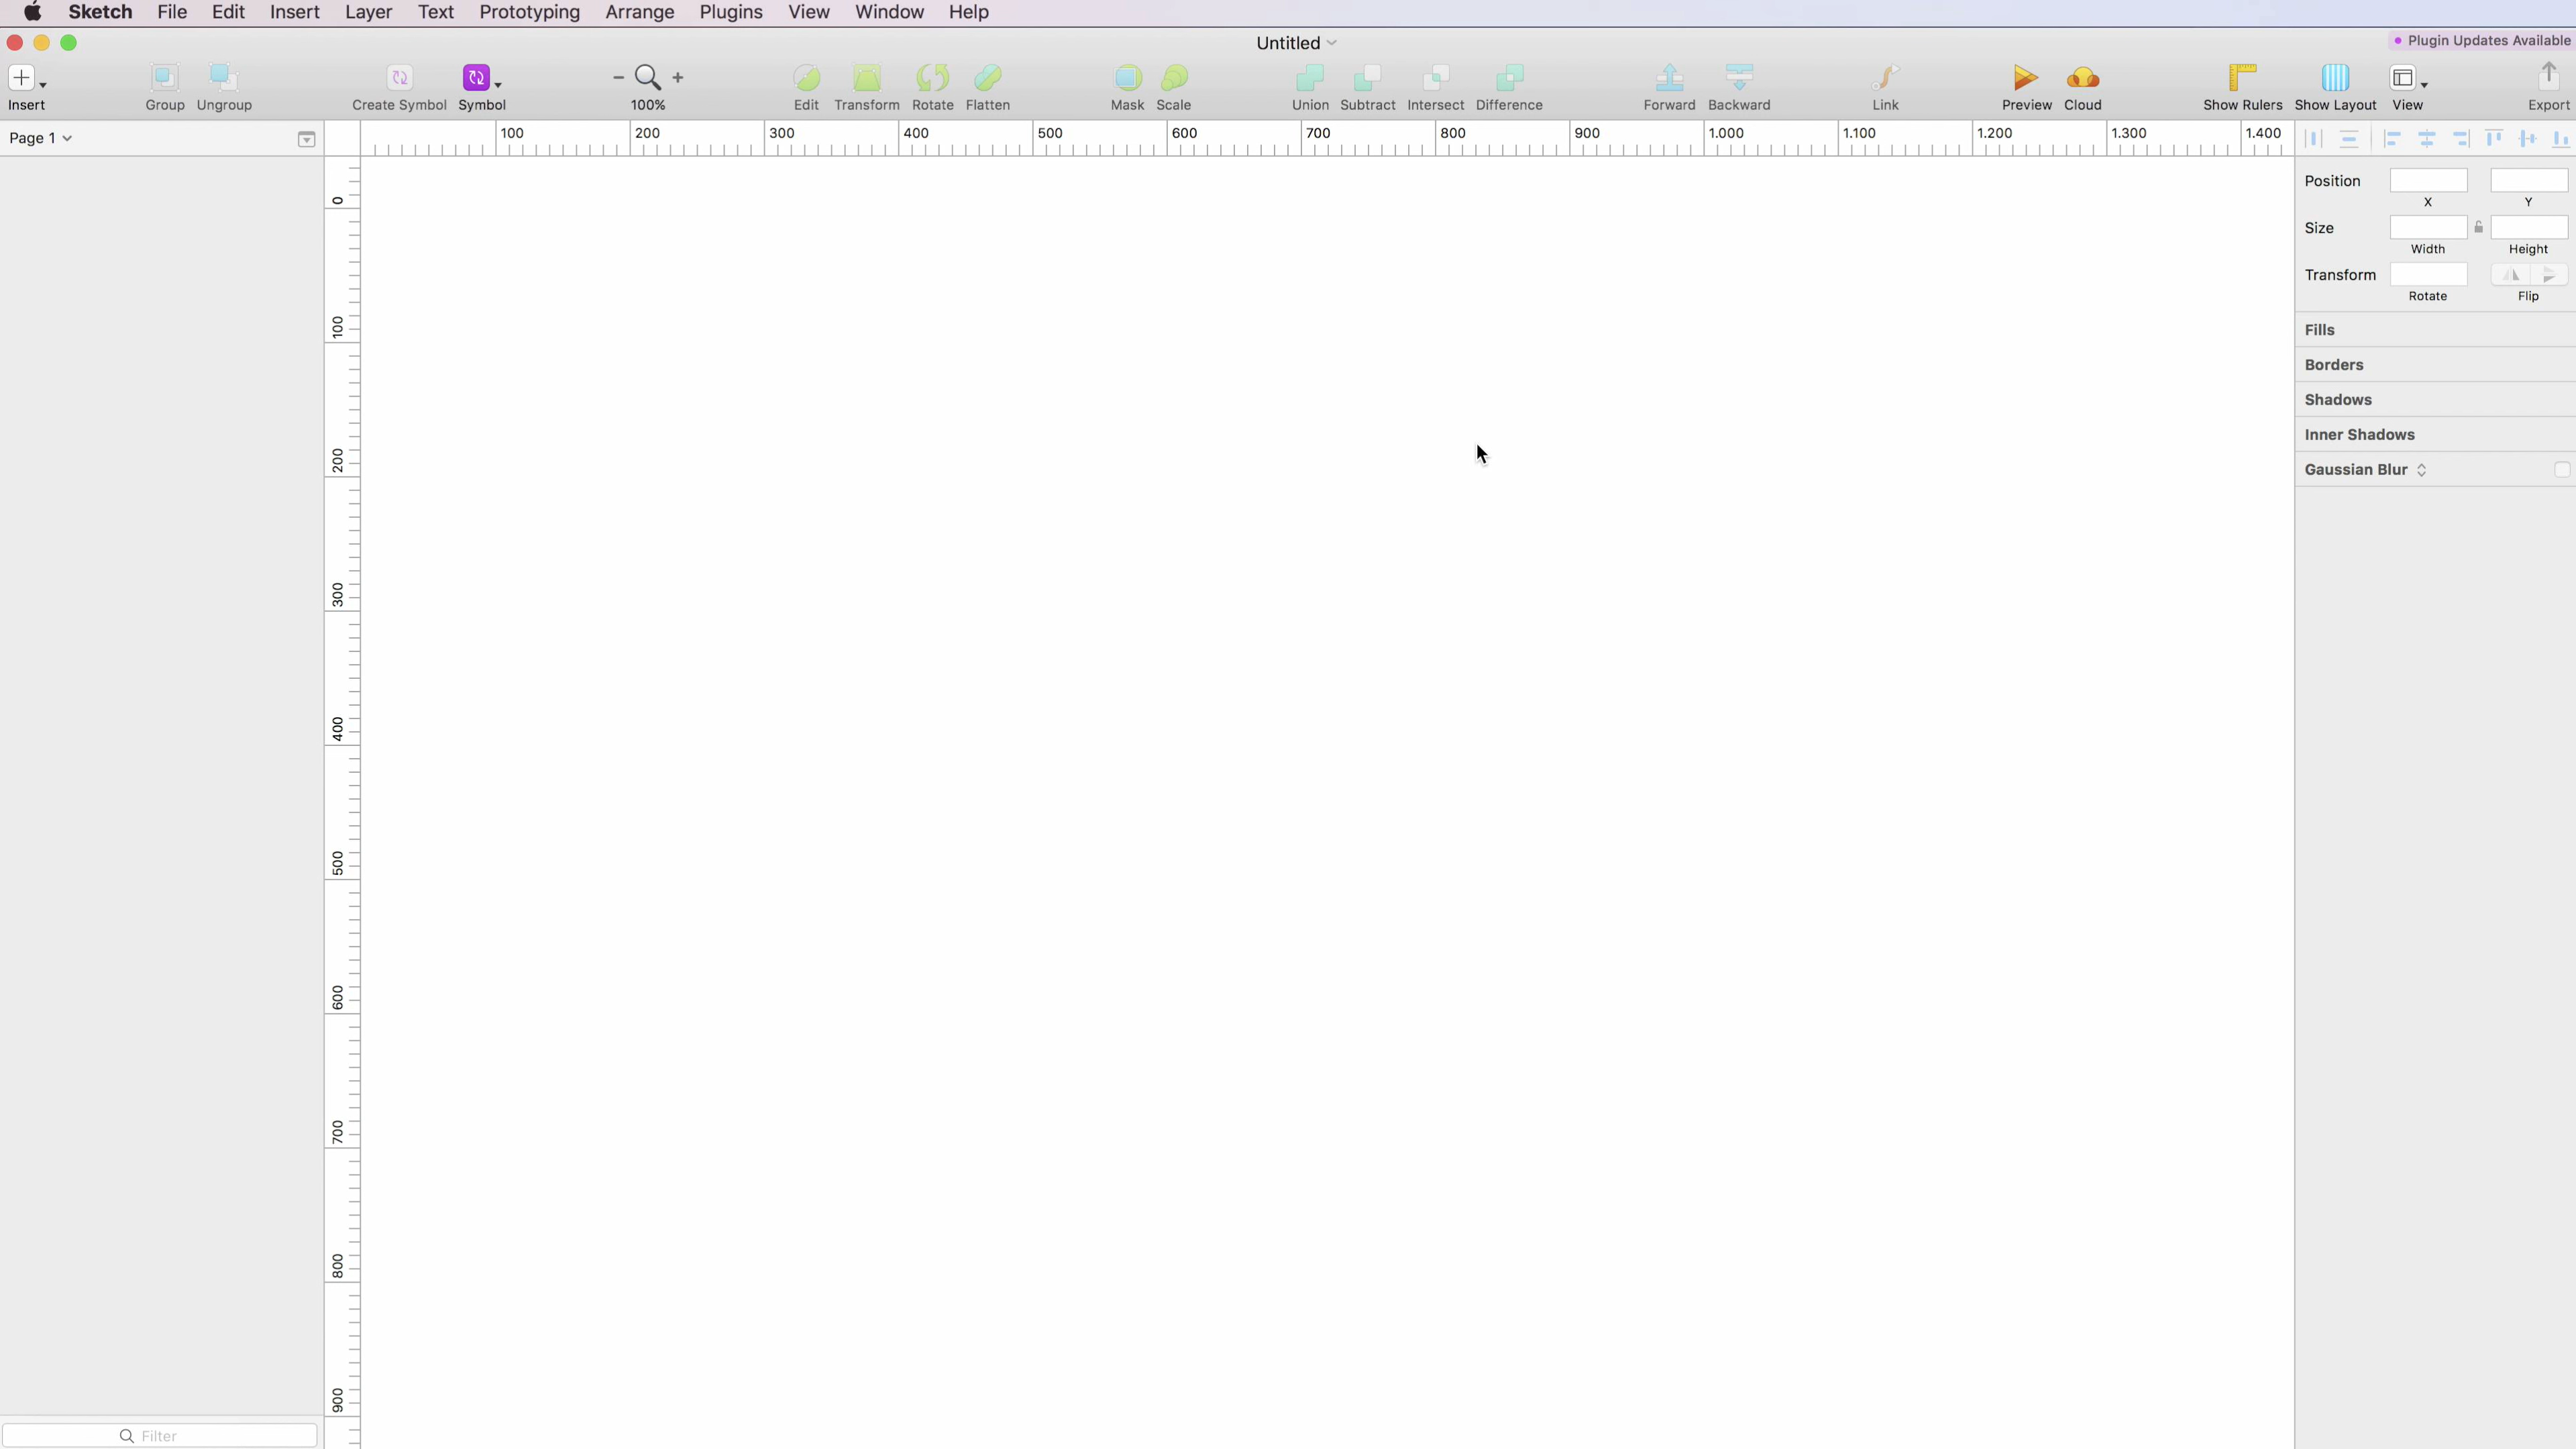 Sketch File Edit Insert Layer Text Prototyping Arrange Plugins View Window Help
Untitled
Plugin Updates Available
Insert Group Ungroup Create Symbol Symbol 100% Edit Transform Rotate Flatten Mask Scale Union Subtract Intersect Difference Forward Backward Link Preview Cloud Show Rulers Show Layout View Export
Page 1
100 200 300 400 500 600 700 800 900 1.000 1.100 1.200 1.300 1.400
0
100
200
300
400
500
600
700
800
900
Position
X Y
Size
Width Height
Transform
Rotate Flip
Fills
Borders
Shadows
Inner Shadows
Gaussian Blur
Filter